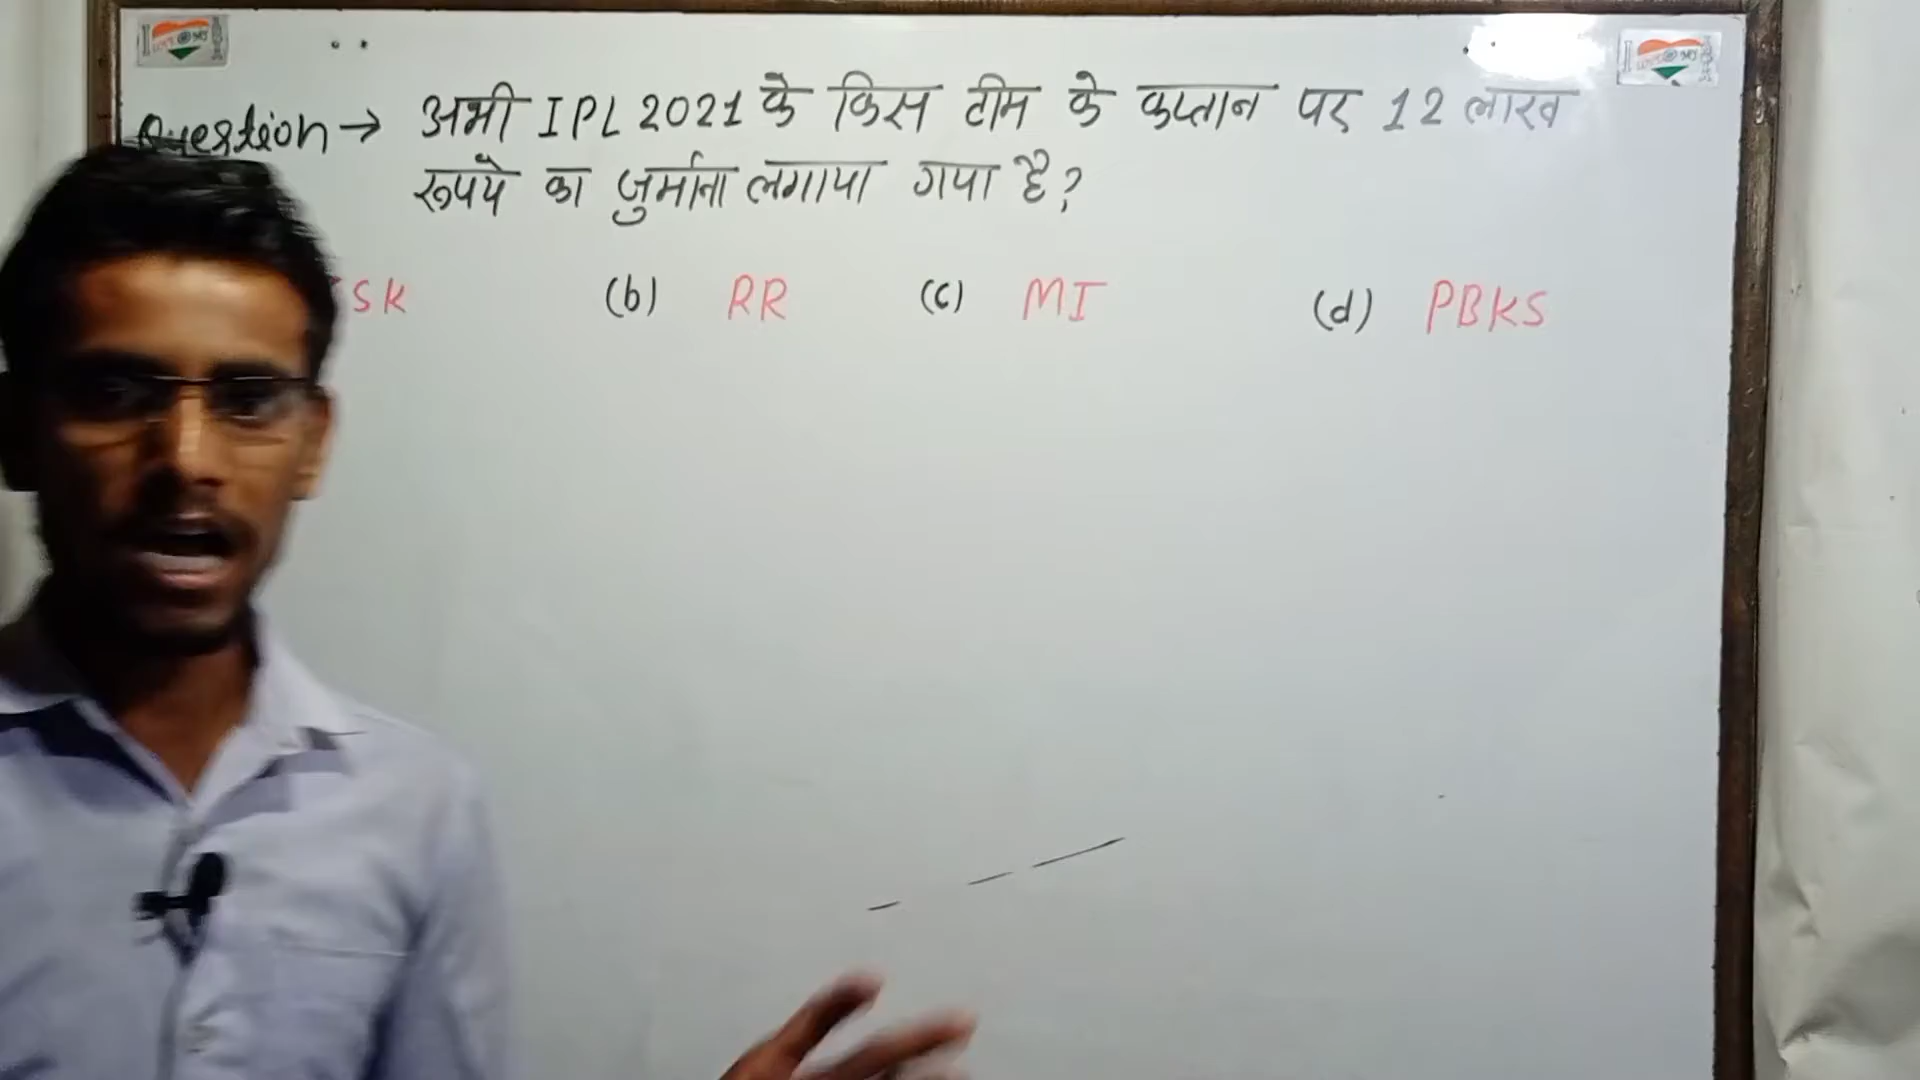 Question → अभी IPL 2021 के किस टीम के कप्तान पर 12 लाख
रूपये का जुर्माना लगाया गया है?
SK (b) RR (c) MI (d) PBKS